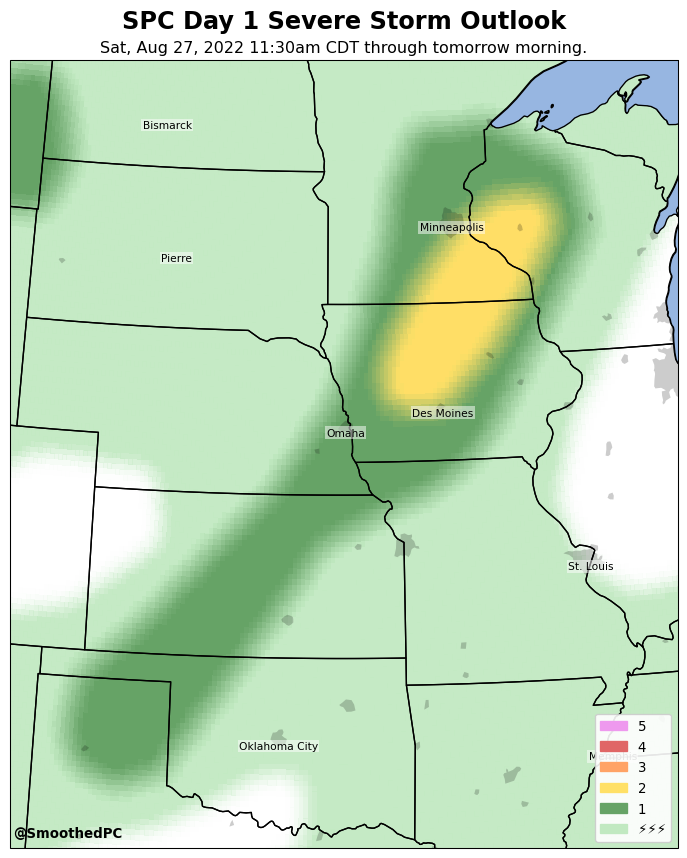 SPC Day 1 Severe Storm Outlook
Sat, Aug 27, 2022 11:30am CDT through tomorrow morning.
Bismarck
Minneapolis
Pierre
Des Moines
Omaha
St. Louis
Oklahoma City
5
4
3
2
1
⚡⚡⚡
@SmoothedPC